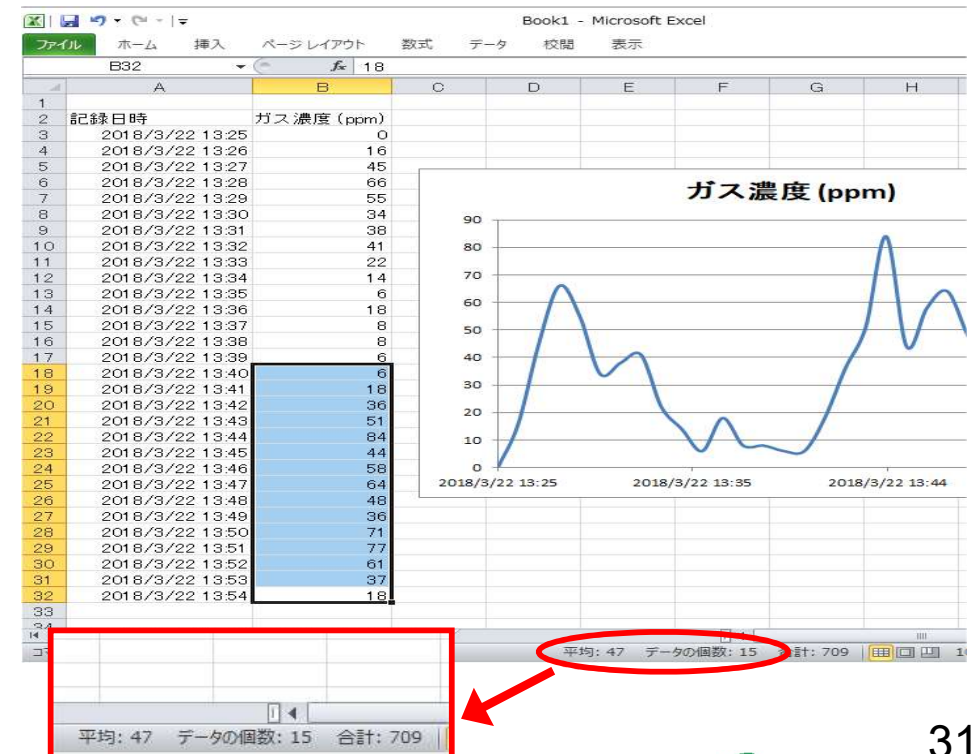 Book1 - Microsoft Excel
ファイル ホーム 挿入 ページ レイアウト 数式 データ 校閲 表示
B32 fx 18
A B C D E F G H
1
2 記録日時 ガス濃度 (ppm)
3 2018/3/22 13:25 0
4 2018/3/22 13:26 16
5 2018/3/22 13:27 45
6 2018/3/22 13:28 66
7 2018/3/22 13:29 55
8 2018/3/22 13:30 34
9 2018/3/22 13:31 38
10 2018/3/22 13:32 41
11 2018/3/22 13:33 22
12 2018/3/22 13:34 14
13 2018/3/22 13:35 6
14 2018/3/22 13:36 18
15 2018/3/22 13:37 8
16 2018/3/22 13:38 8
17 2018/3/22 13:39 6
18 2018/3/22 13:40 6
19 2018/3/22 13:41 18
20 2018/3/22 13:42 36
21 2018/3/22 13:43 51
22 2018/3/22 13:44 84
23 2018/3/22 13:45 44
24 2018/3/22 13:46 58
25 2018/3/22 13:47 64
26 2018/3/22 13:48 48
27 2018/3/22 13:49 36
28 2018/3/22 13:50 71
29 2018/3/22 13:51 77
30 2018/3/22 13:52 61
31 2018/3/22 13:53 37
32 2018/3/22 13:54 18
33
ガス濃度 (ppm)
90
80
70
60
50
40
30
20
10
0
2018/3/22 13:25 2018/3/22 13:35 2018/3/22 13:44
平均: 47 データの個数: 15 合計: 709
平均: 47 データの個数: 15 合計: 709
31